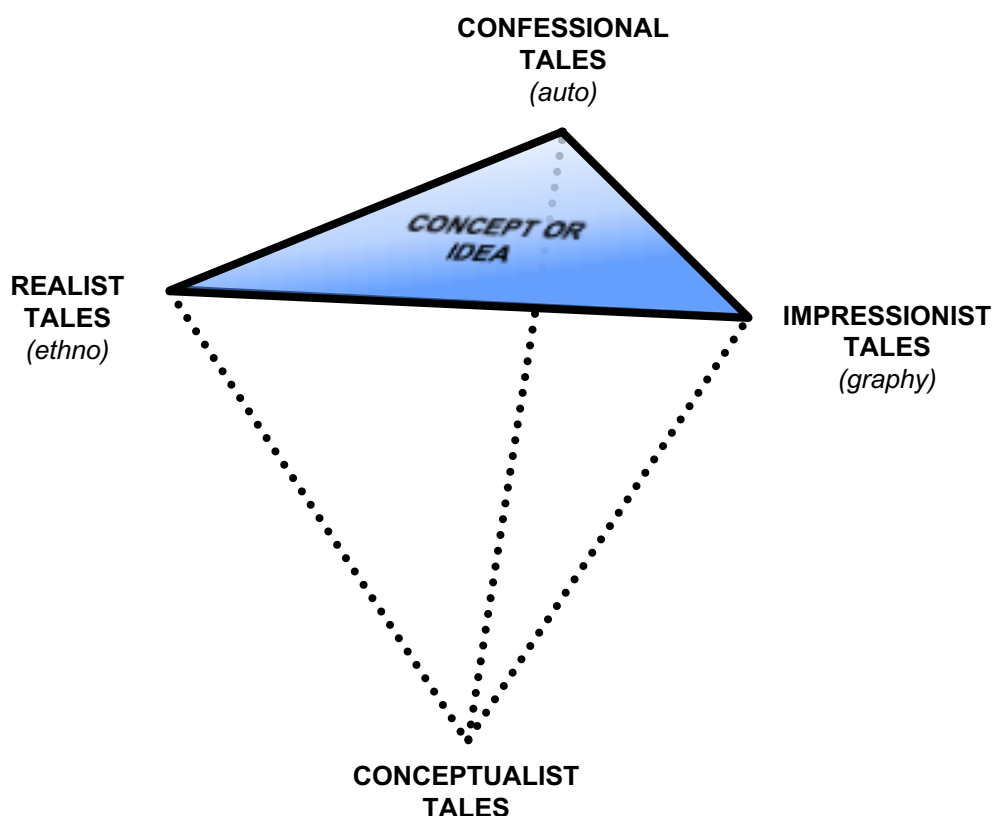 CONFESSIONAL
TALES
(auto)
CONCEPT OR
IDEA
REALIST
TALES
(ethno)
IMPRESSIONIST
TALES
(graphy)
CONCEPTUALIST
TALES